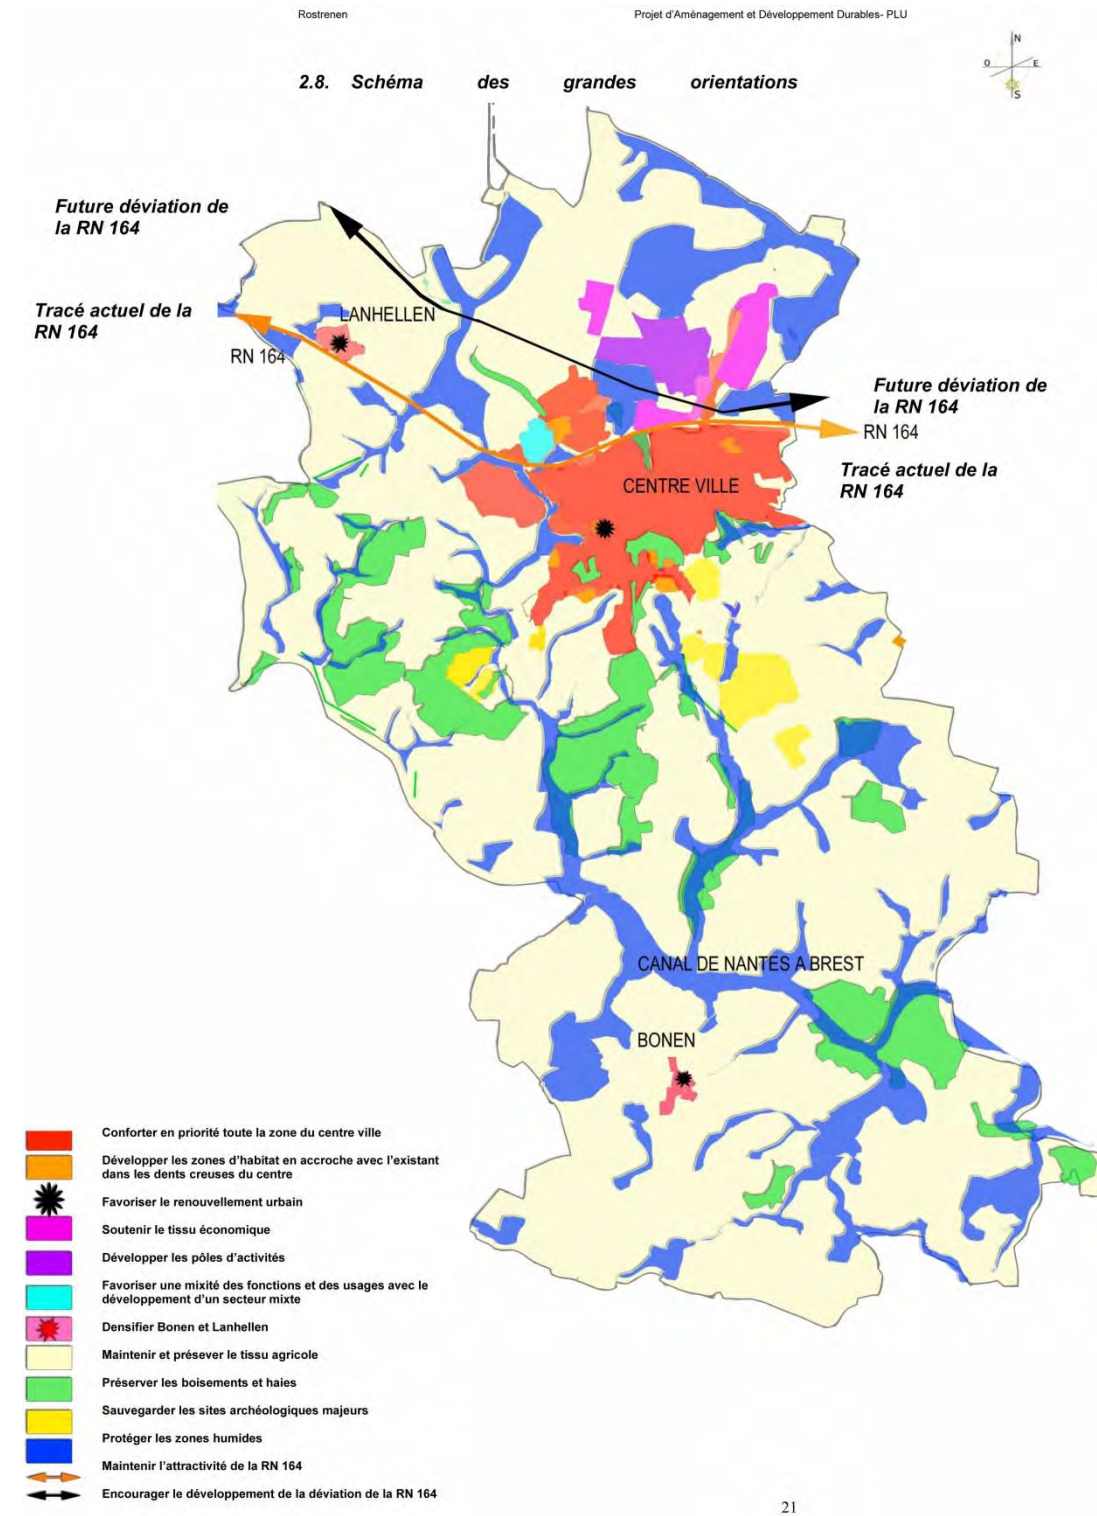 Rostrenen Projet d'Aménagement et Développement Durables- PLU
N
O E
S
2.8. Schéma des grandes orientations
Future déviation de
la RN 164
Tracé actuel de la
RN 164
LANHELLEN
RN 164
Future déviation de
la RN 164
RN 164
Tracé actuel de la
RN 164
CENTRE VILLE
CANAL DE NANTES A BREST
BONEN
Conforter en priorité toute la zone du centre ville
Développer les zones d'habitat en accroche avec l'existant
dans les dents creuses du centre
Favoriser le renouvellement urbain
Soutenir le tissu économique
Développer les pôles d'activités
Favoriser une mixité des fonctions et des usages avec le
développement d'un secteur mixte
Densifier Bonen et Lanhellen
Maintenir et présever le tissu agricole
Préserver les boisements et haies
Sauvegarder les sites archéologiques majeurs
Protéger les zones humides
Maintenir l'attractivité de la RN 164
Encourager le développement de la déviation de la RN 164
21